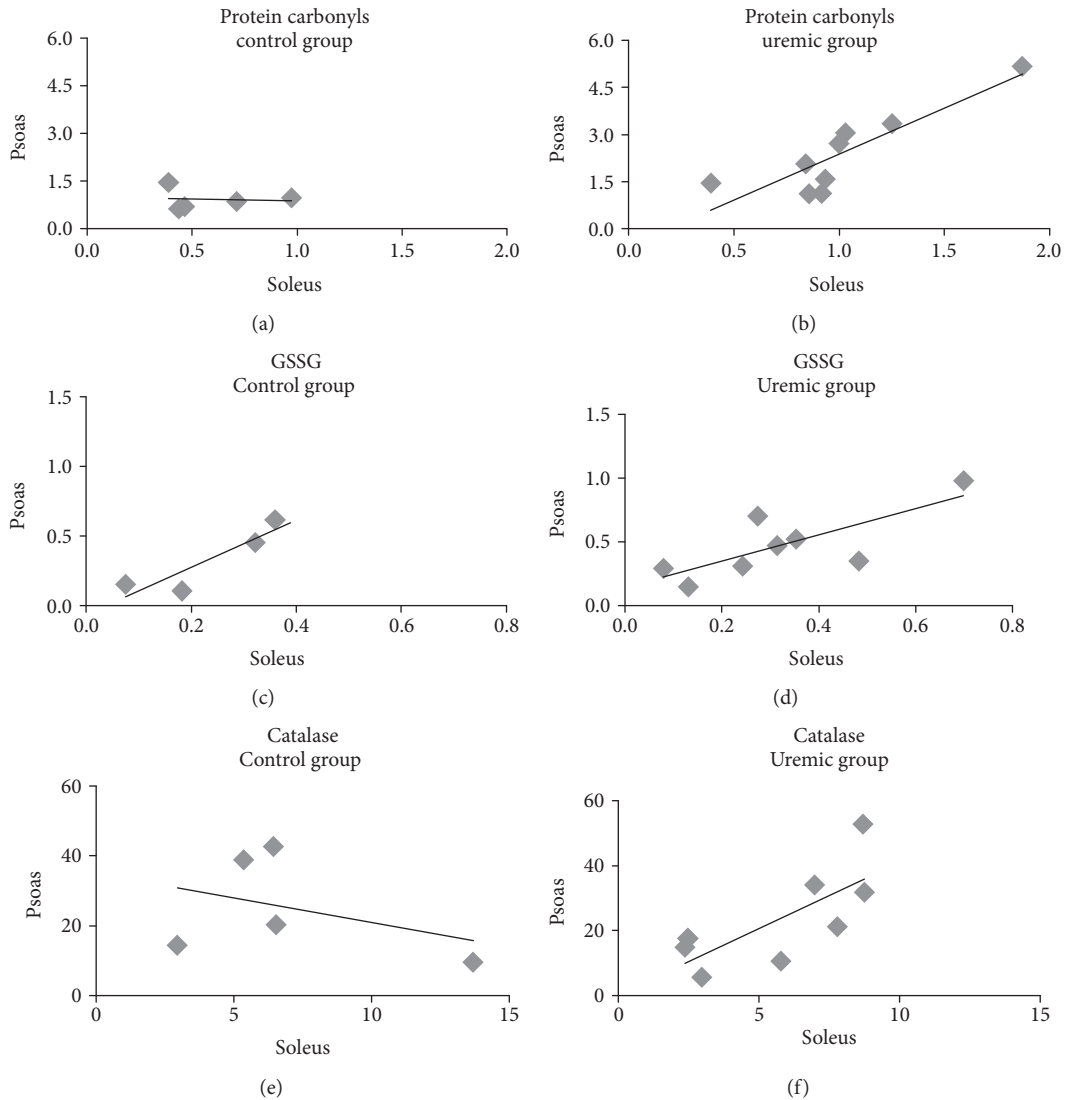 Protein carbonyls
control group
6.0
4.5
3.0
1.5
0.0
Psoas
0.0 0.5 1.0 1.5 2.0
Soleus
(a)
Protein carbonyls
uremic group
6.0
4.5
3.0
1.5
0.0
Psoas
0.0 0.5 1.0 1.5 2.0
Soleus
(b)
GSSG
Control group
1.5
1.0
0.5
0.0
Psoas
0.0 0.2 0.4 0.6 0.8
Soleus
(c)
GSSG
Uremic group
1.5
1.0
0.5
0.0
Psoas
0.0 0.2 0.4 0.6 0.8
Soleus
(d)
Catalase
Control group
60
40
20
0
Psoas
0 5 10 15
Soleus
(e)
Catalase
Uremic group
60
40
20
0
Psoas
0 5 10 15
Soleus
(f)